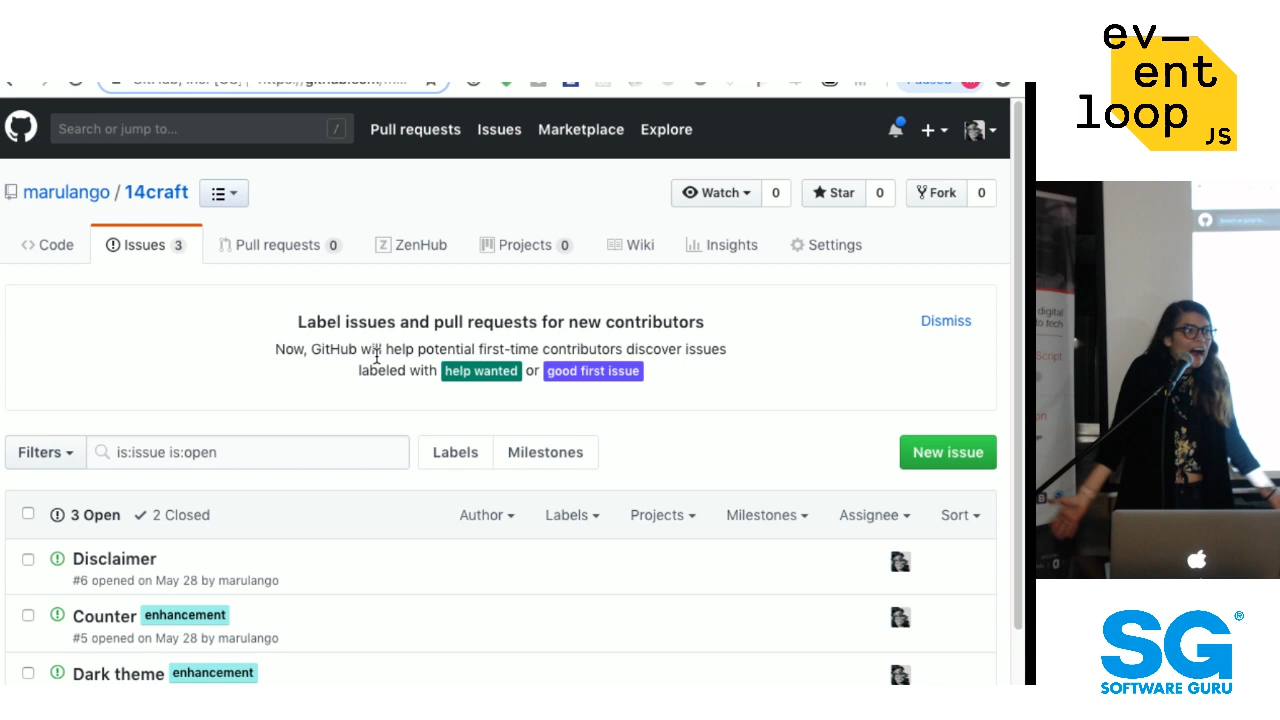 ev—
ent
loop
JS
Search or jump to... /
Pull requests Issues Marketplace Explore
marulango / 14craft
Watch 0 Star 0 Fork 0
Code Issues 3 Pull requests 0 ZenHub Projects 0 Wiki Insights Settings
Label issues and pull requests for new contributors
Dismiss
Now, GitHub will help potential first-time contributors discover issues
labeled with help wanted or good first issue
Filters is:issue is:open Labels Milestones New issue
3 Open 2 Closed Author Labels Projects Milestones Assignee Sort
Disclaimer
#6 opened on May 28 by marulango
Counter enhancement
#5 opened on May 28 by marulango
Dark theme enhancement
digital
to tech
Script
SG®
SOFTWARE GURU